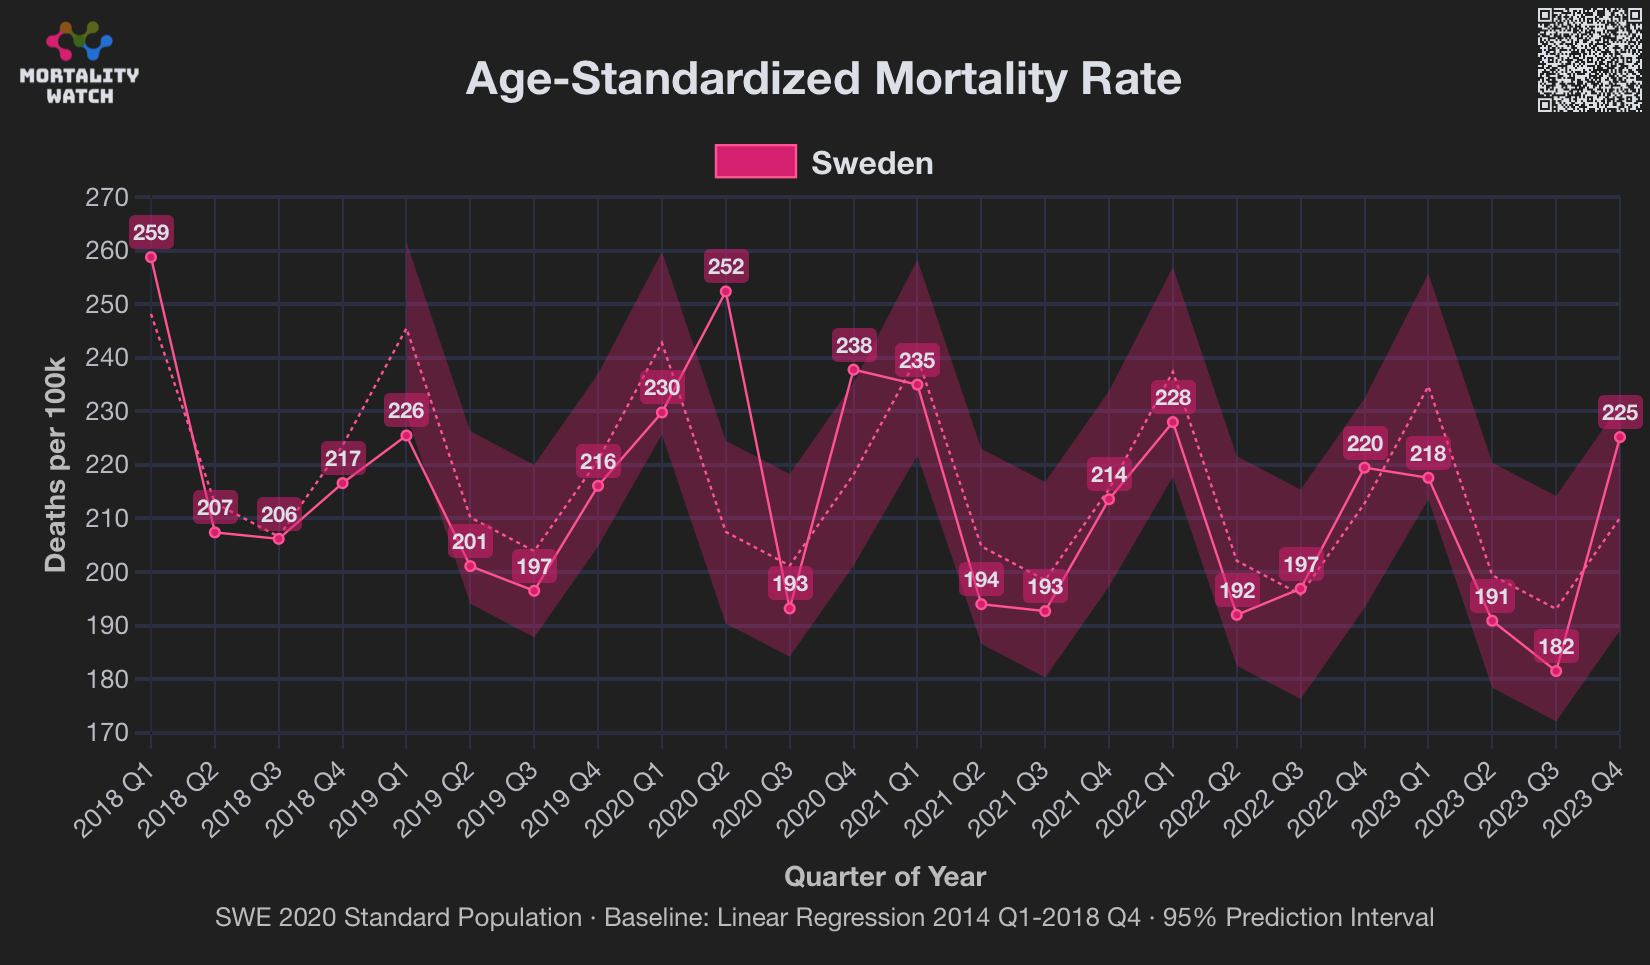 MORTALITY
WATCH
Age-Standardized Mortality Rate
Sweden
270
260
250
240
230
220
210
200
190
180
170
Deaths per 100k
259
207
206
217
226
201
197
216
230
252
193
238
235
194
193
214
228
192
197
220
218
191
182
225
2018 Q1
2018 Q2
2018 Q3
2018 Q4
2019 Q1
2019 Q2
2019 Q3
2019 Q4
2020 Q1
2020 Q2
2020 Q3
2020 Q4
2021 Q1
2021 Q2
2021 Q3
2021 Q4
2022 Q1
2022 Q2
2022 Q3
2022 Q4
2023 Q1
2023 Q2
2023 Q3
2023 Q4
Quarter of Year
SWE 2020 Standard Population · Baseline: Linear Regression 2014 Q1-2018 Q4 · 95% Prediction Interval